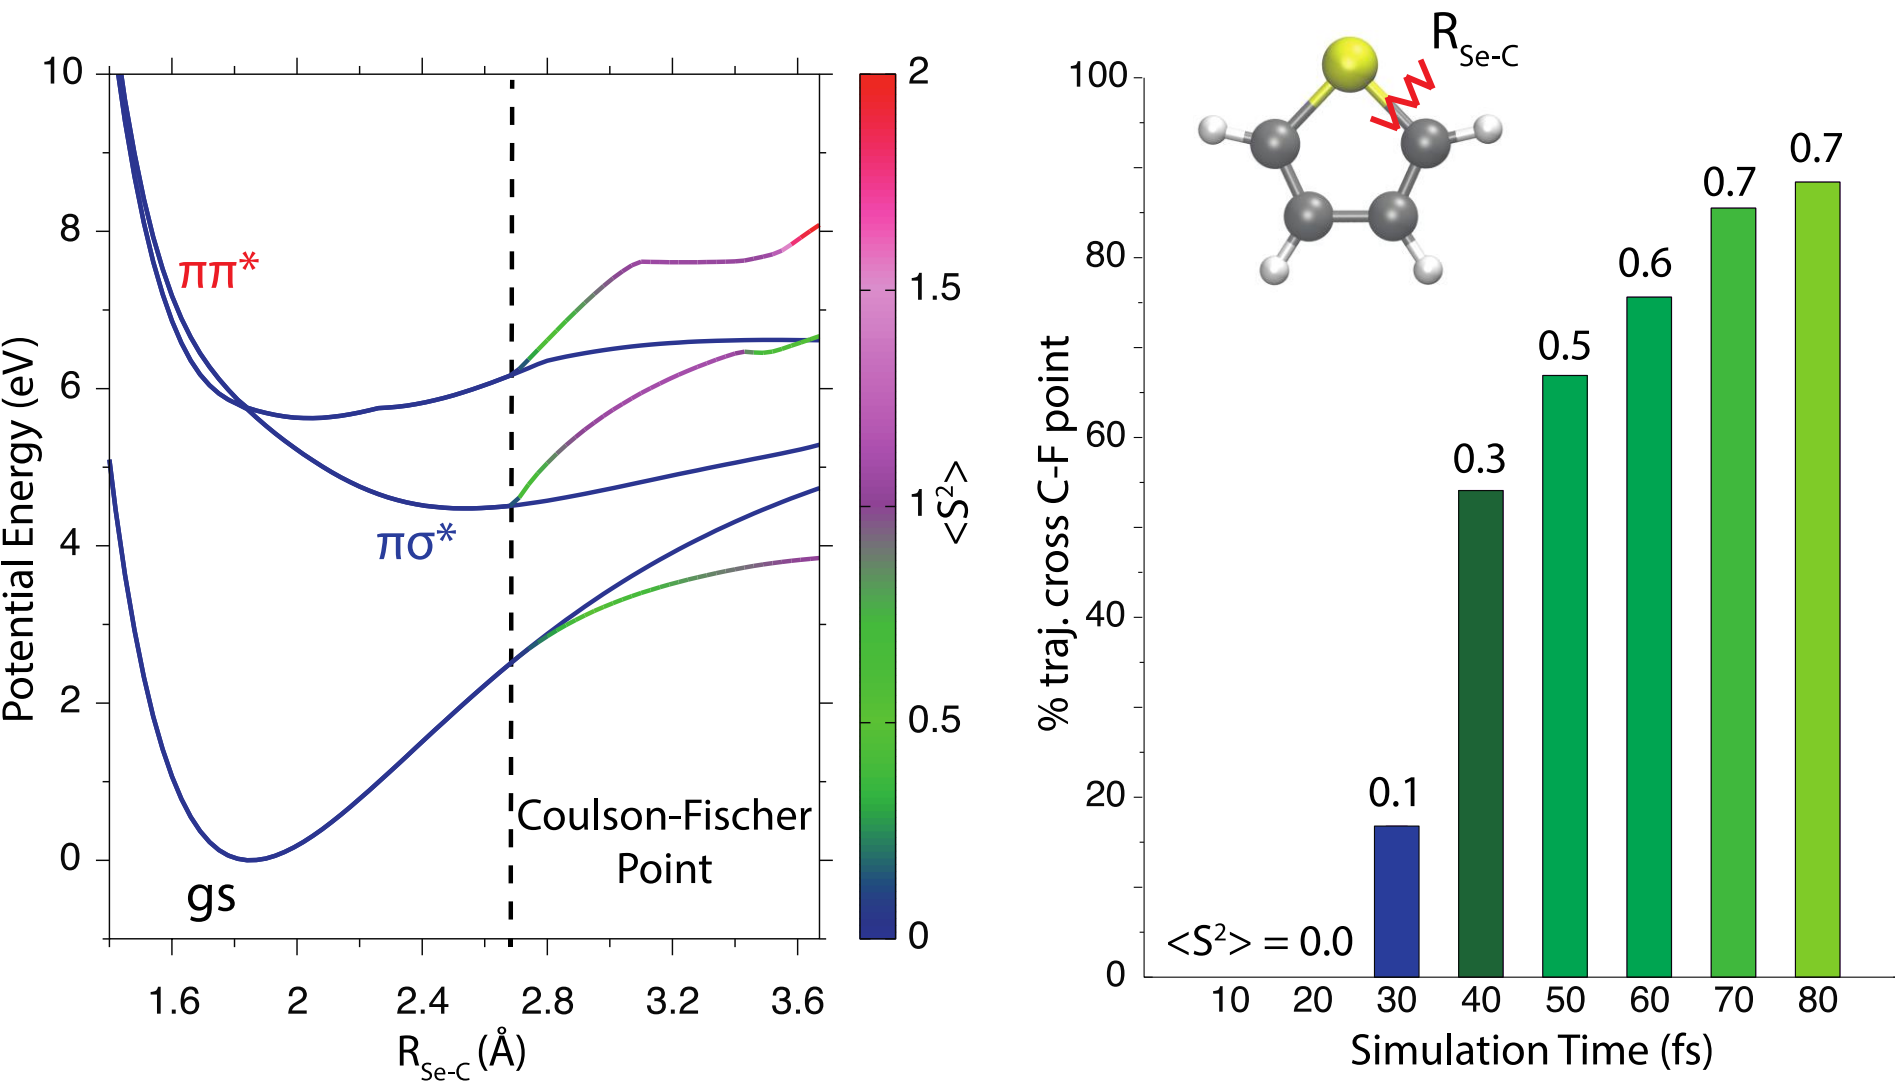 10
8
6
4
2
0
Potential Energy (eV)
ππ*
πσ*
gs
Coulson-Fischer
Point
1.6 2 2.4 2.8 3.2 3.6
R_Se-C (Å)
2
1.5
1
0.5
0
<S²>
R_Se-C
100
80
60
40
20
0
% traj. cross C-F point
<S²> = 0.0
0.1
0.3
0.5
0.6
0.7
0.7
10 20 30 40 50 60 70 80
Simulation Time (fs)